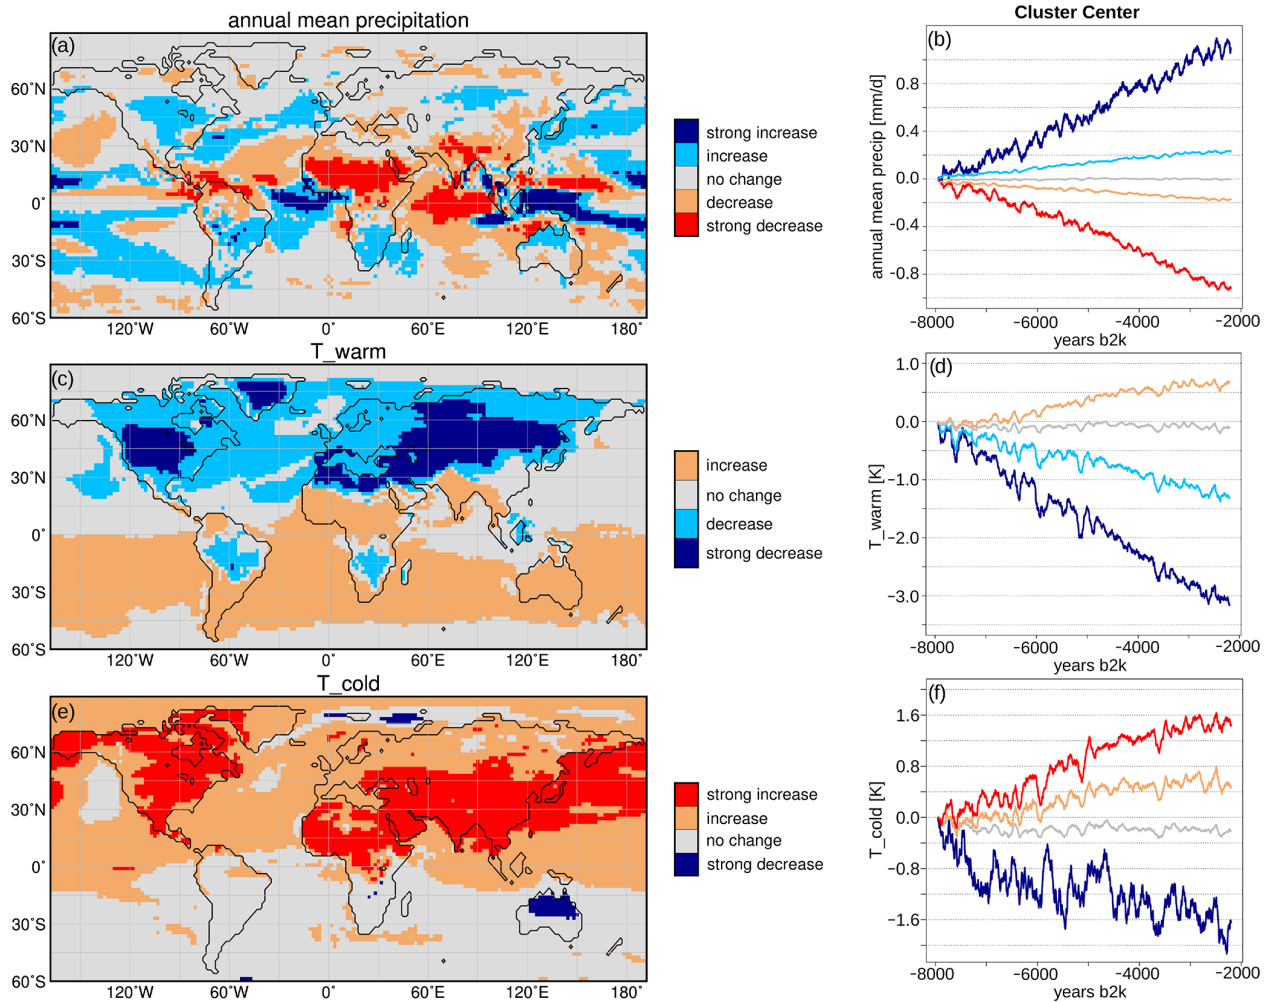 annual mean precipitation
(a)
60°N
30°N
0°
30°S
60°S
120°W
60°W
0°
60°E
120°E
180°
strong increase
increase
no change
decrease
strong decrease
Cluster Center
(b)
annual mean precip [mm/d]
0.8
0.4
0.0
−0.4
−0.8
−8000
−6000
−4000
−2000
years b2k
T_warm
(c)
60°N
30°N
0°
30°S
60°S
120°W
60°W
0°
60°E
120°E
180°
increase
no change
decrease
strong decrease
(d)
T_warm [K]
1.0
0.0
−1.0
−2.0
−3.0
−8000
−6000
−4000
−2000
years b2k
T_cold
(e)
60°N
30°N
0°
30°S
60°S
120°W
60°W
0°
60°E
120°E
180°
strong increase
increase
no change
strong decrease
(f)
T_cold [K]
1.6
0.8
0.0
−0.8
−1.6
−8000
−6000
−4000
−2000
years b2k